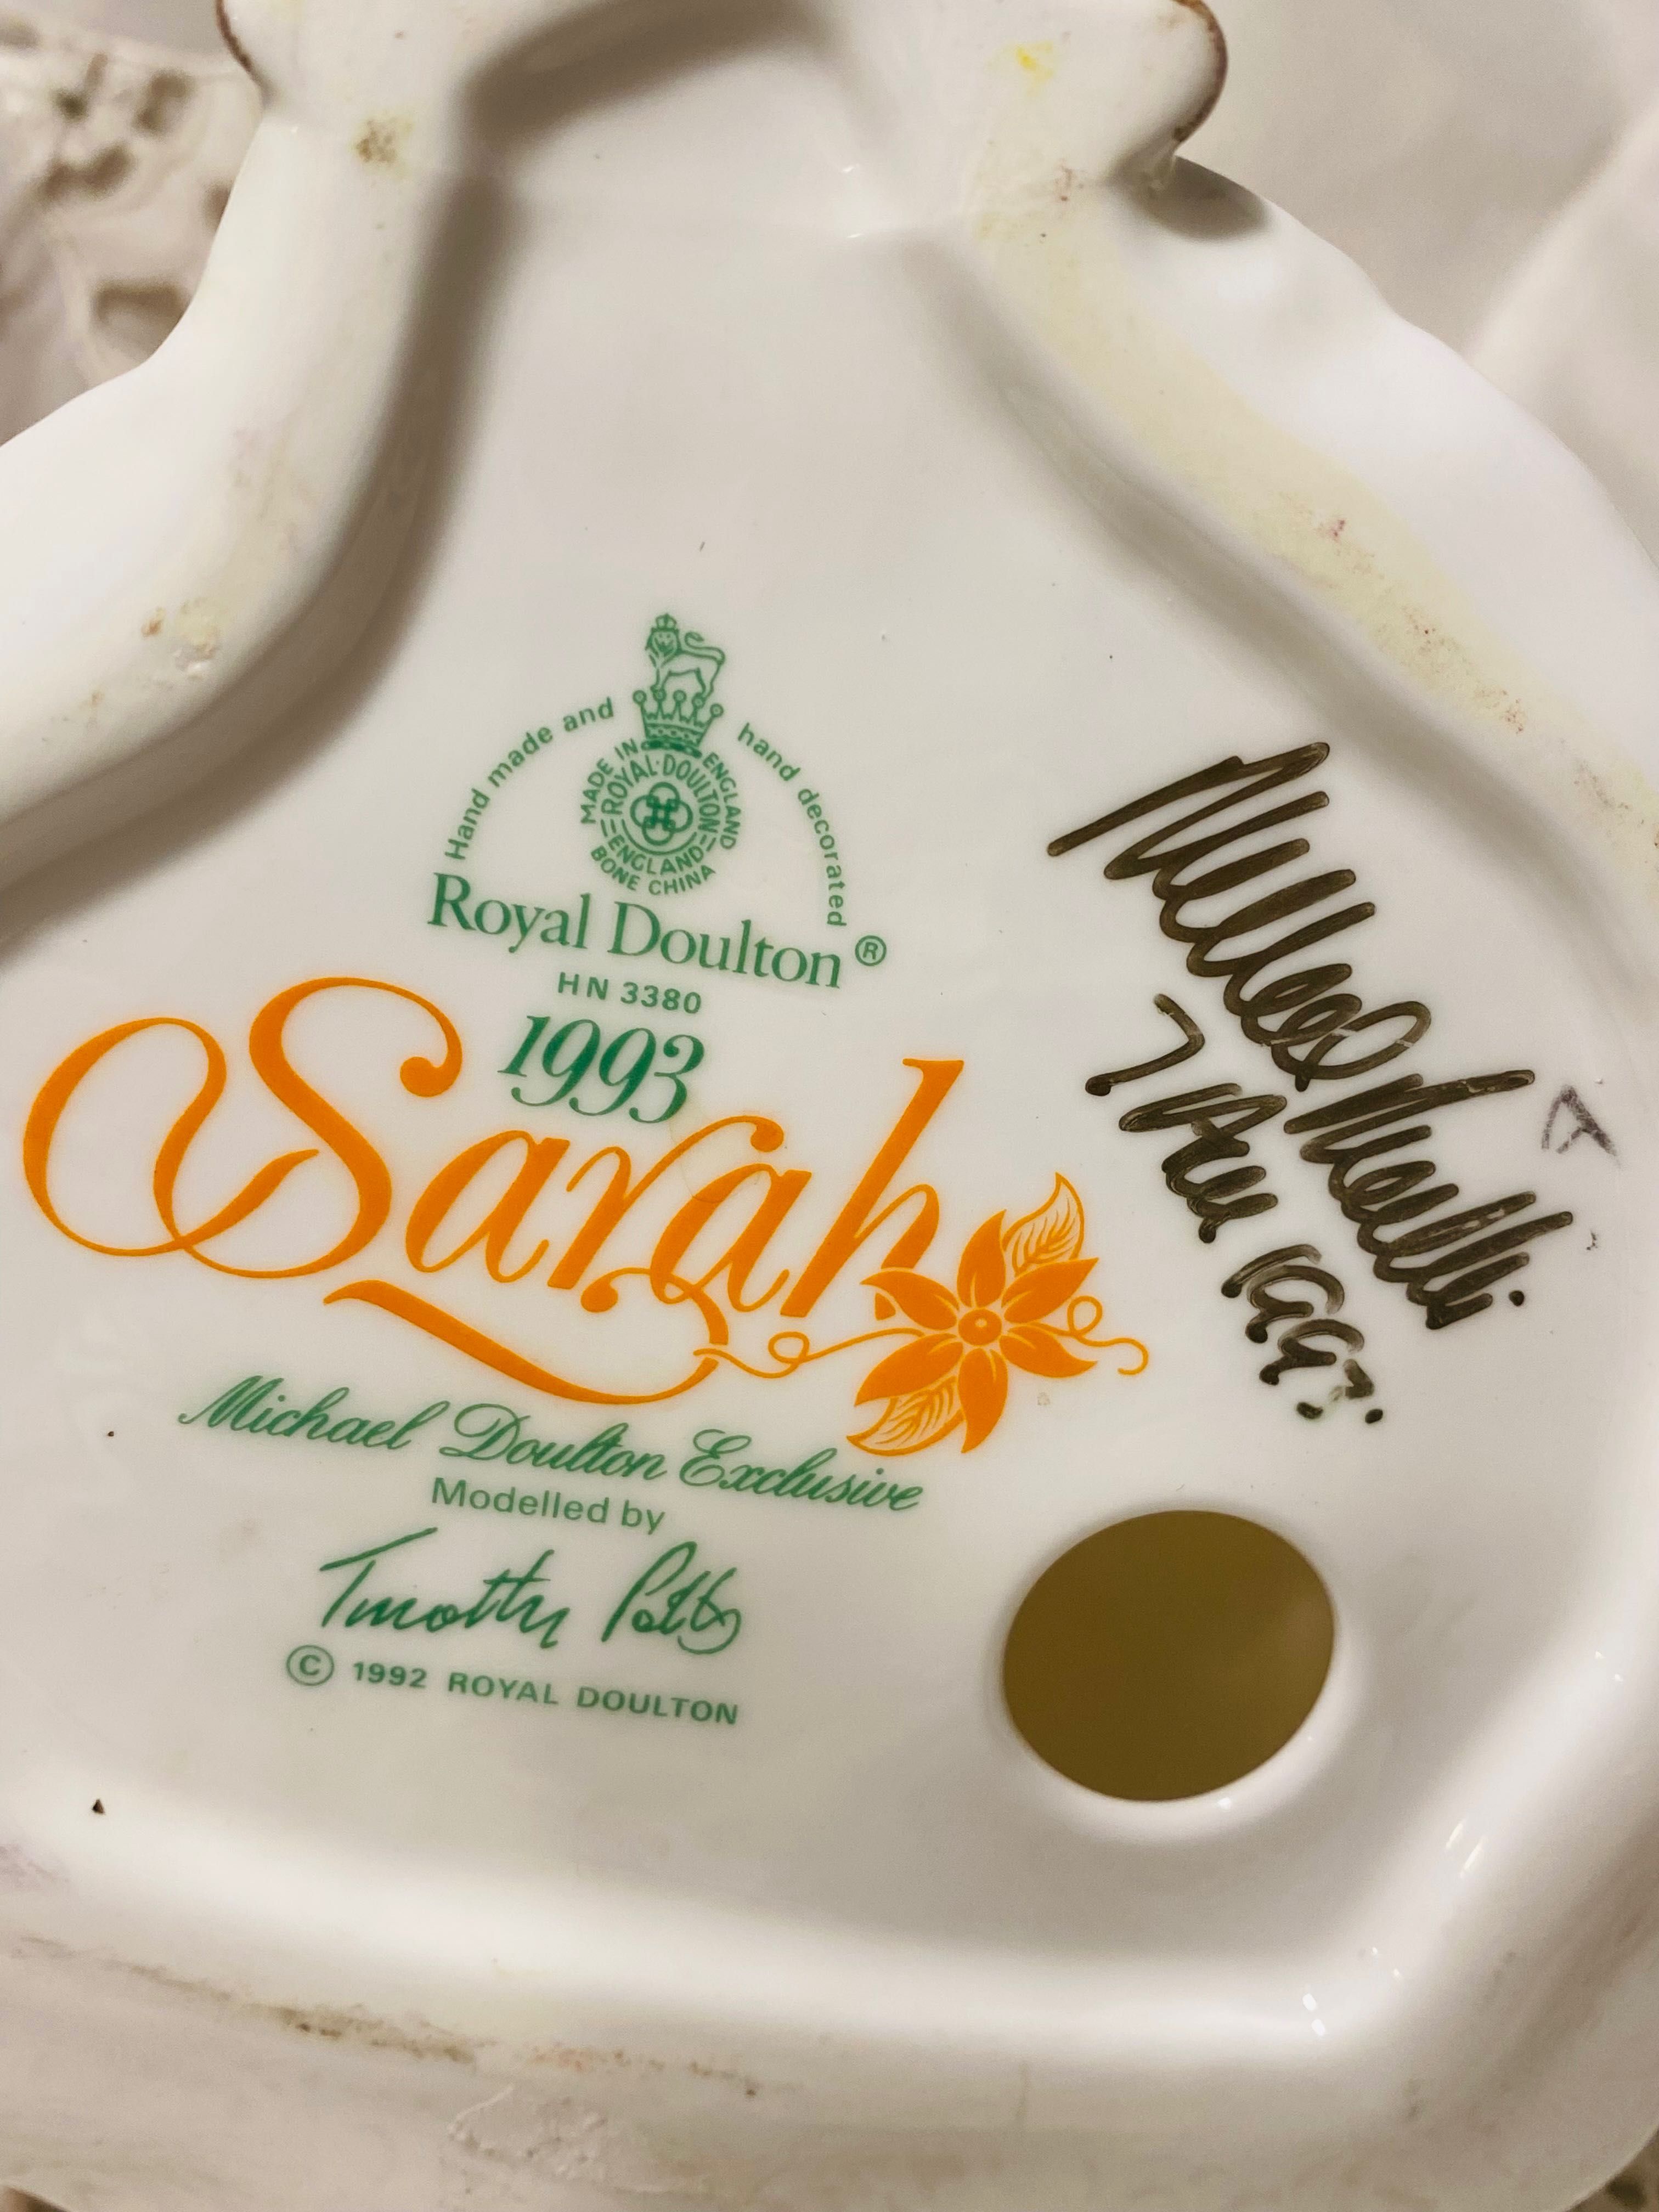 Hand made and hand decorated
MADE IN ENGLAND
ROYAL·DOULTON
=ENGLAND=
BONE CHINA
Royal Doulton®
HN 3380
1993
Sarah
Michael Doulton Exclusive
Modelled by
Timothy Potts
© 1992 ROYAL DOULTON